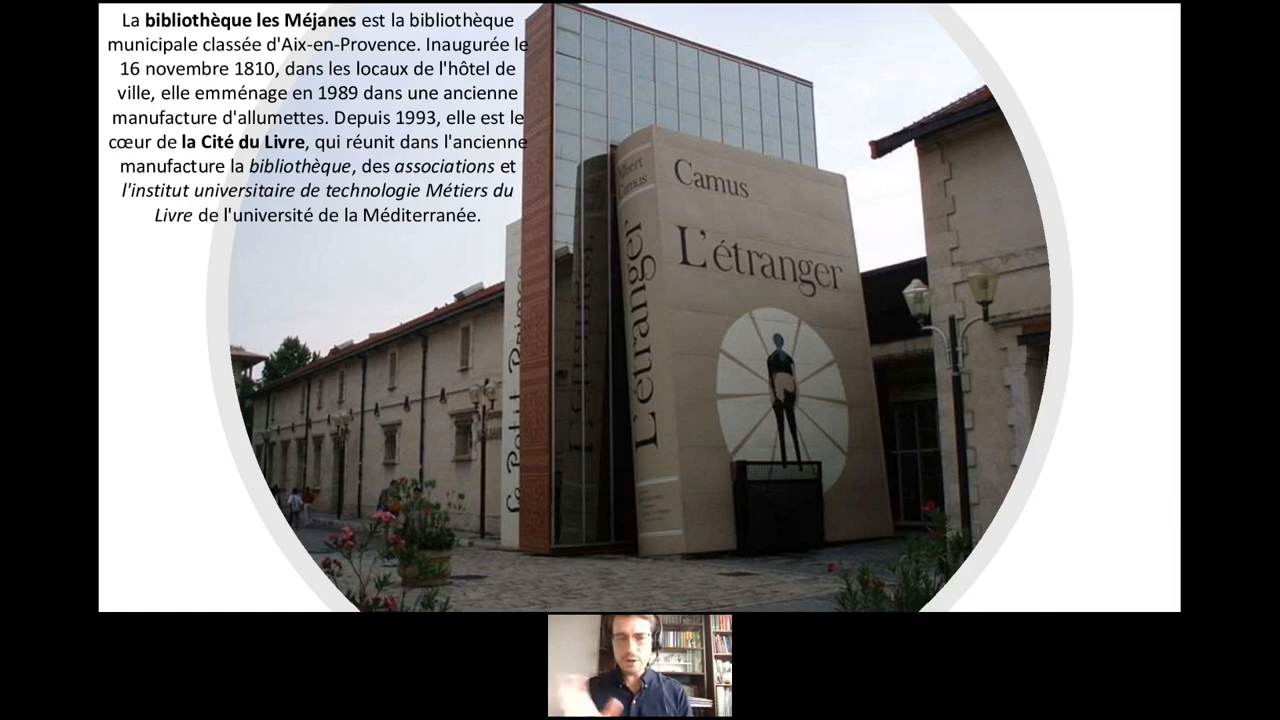 La bibliothèque les Méjanes est la bibliothèque
municipale classée d'Aix-en-Provence. Inaugurée le
16 novembre 1810, dans les locaux de l'hôtel de
ville, elle emménage en 1989 dans une ancienne
manufacture d'allumettes. Depuis 1993, elle est le
cœur de la Cité du Livre, qui réunit dans l'ancienne
manufacture la bibliothèque, des associations et
l'institut universitaire de technologie Métiers du
Livre de l'université de la Méditerranée.
Le Petit Prince
Albert
Camus
L'étranger
Camus
L'étranger